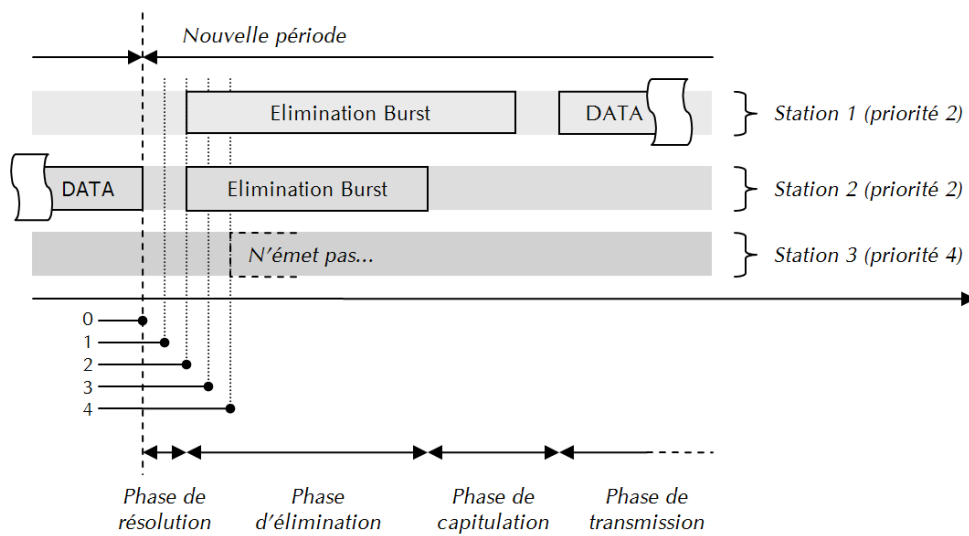 Nouvelle période
Elimination Burst
DATA
Station 1 (priorité 2)
DATA
Elimination Burst
Station 2 (priorité 2)
N'émet pas...
Station 3 (priorité 4)
0
1
2
3
4
Phase de
résolution
Phase
d'élimination
Phase de
capitulation
Phase de
transmission